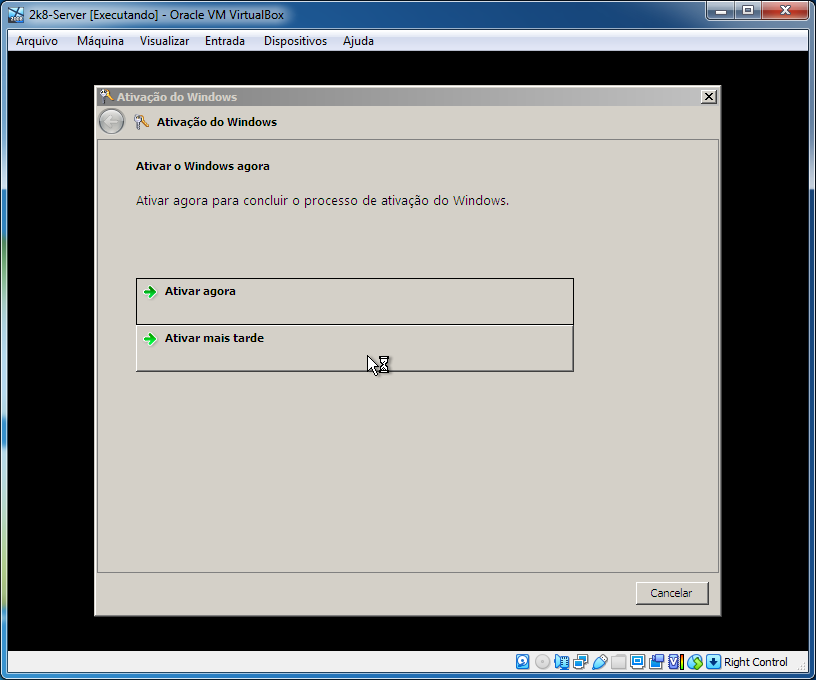 2k8-Server [Executando] - Oracle VM VirtualBox
Arquivo Máquina Visualizar Entrada Dispositivos Ajuda
Ativação do Windows
Ativação do Windows
Ativar o Windows agora
Ativar agora para concluir o processo de ativação do Windows.
Ativar agora
Ativar mais tarde
Cancelar
Right Control